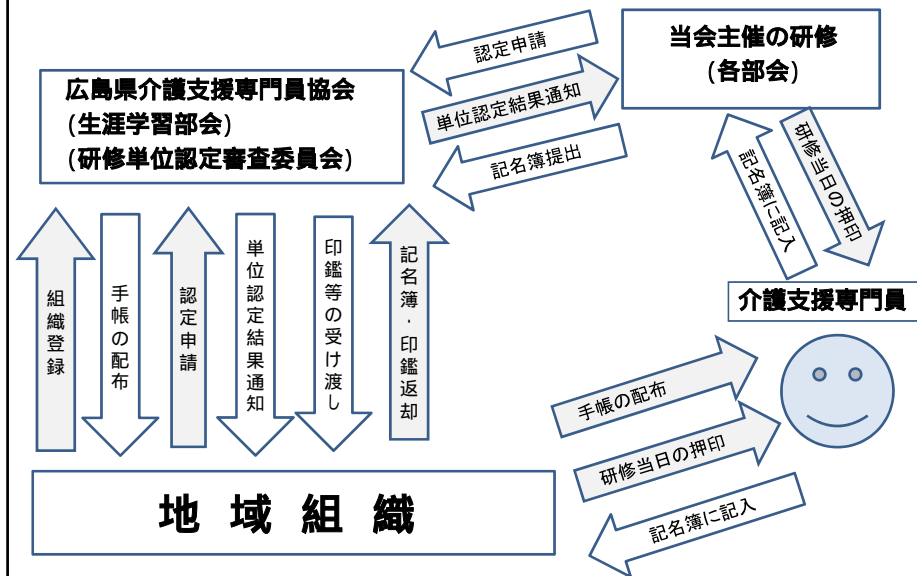 認定申請
当会主催の研修
(各部会)
広島県介護支援専門員協会
(生涯学習部会)
(研修単位認定審査委員会)
単位認定結果通知
記名簿提出
記名簿に記入
研修当日の押印
組織登録
手帳の配布
認定申請
単位認定結果通知
印鑑等の受け渡し
記名簿・印鑑返却
介護支援専門員
手帳の配布
研修当日の押印
記名簿に記入
地域組織